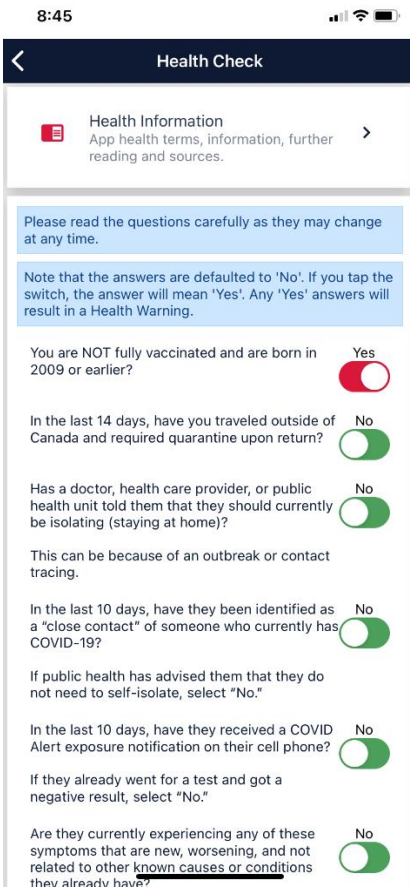 8:45
Health Check
Health Information
App health terms, information, further
reading and sources.
Please read the questions carefully as they may change
at any time.
Note that the answers are defaulted to 'No'. If you tap the
switch, the answer will mean 'Yes'. Any 'Yes' answers will
result in a Health Warning.
You are NOT fully vaccinated and are born in
2009 or earlier?
Yes
In the last 14 days, have you traveled outside of
Canada and required quarantine upon return?
No
Has a doctor, health care provider, or public
health unit told them that they should currently
be isolating (staying at home)?
No
This can be because of an outbreak or contact
tracing.
In the last 10 days, have they been identified as
a “close contact” of someone who currently has
COVID-19?
No
If public health has advised them that they do
not need to self-isolate, select “No.”
In the last 10 days, have they received a COVID
Alert exposure notification on their cell phone?
No
If they already went for a test and got a
negative result, select “No.”
Are they currently experiencing any of these
symptoms that are new, worsening, and not
related to other known causes or conditions
they already have?
No